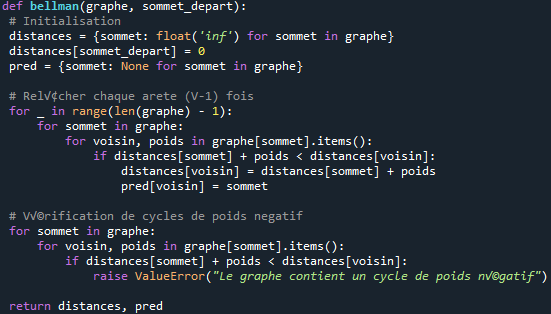 def bellman(graphe, sommet_depart):
# Initialisation
distances = {sommet: float('inf') for sommet in graphe}
distances[sommet_depart] = 0
pred = {sommet: None for sommet in graphe}
# Rel√¢cher chaque arete (V-1) fois
for _ in range(len(graphe) - 1):
for sommet in graphe:
for voisin, poids in graphe[sommet].items():
if distances[sommet] + poids < distances[voisin]:
distances[voisin] = distances[sommet] + poids
pred[voisin] = sommet
# V√©rification de cycles de poids negatif
for sommet in graphe:
for voisin, poids in graphe[sommet].items():
if distances[sommet] + poids < distances[voisin]:
raise ValueError("Le graphe contient un cycle de poids n√©gatif")
return distances, pred